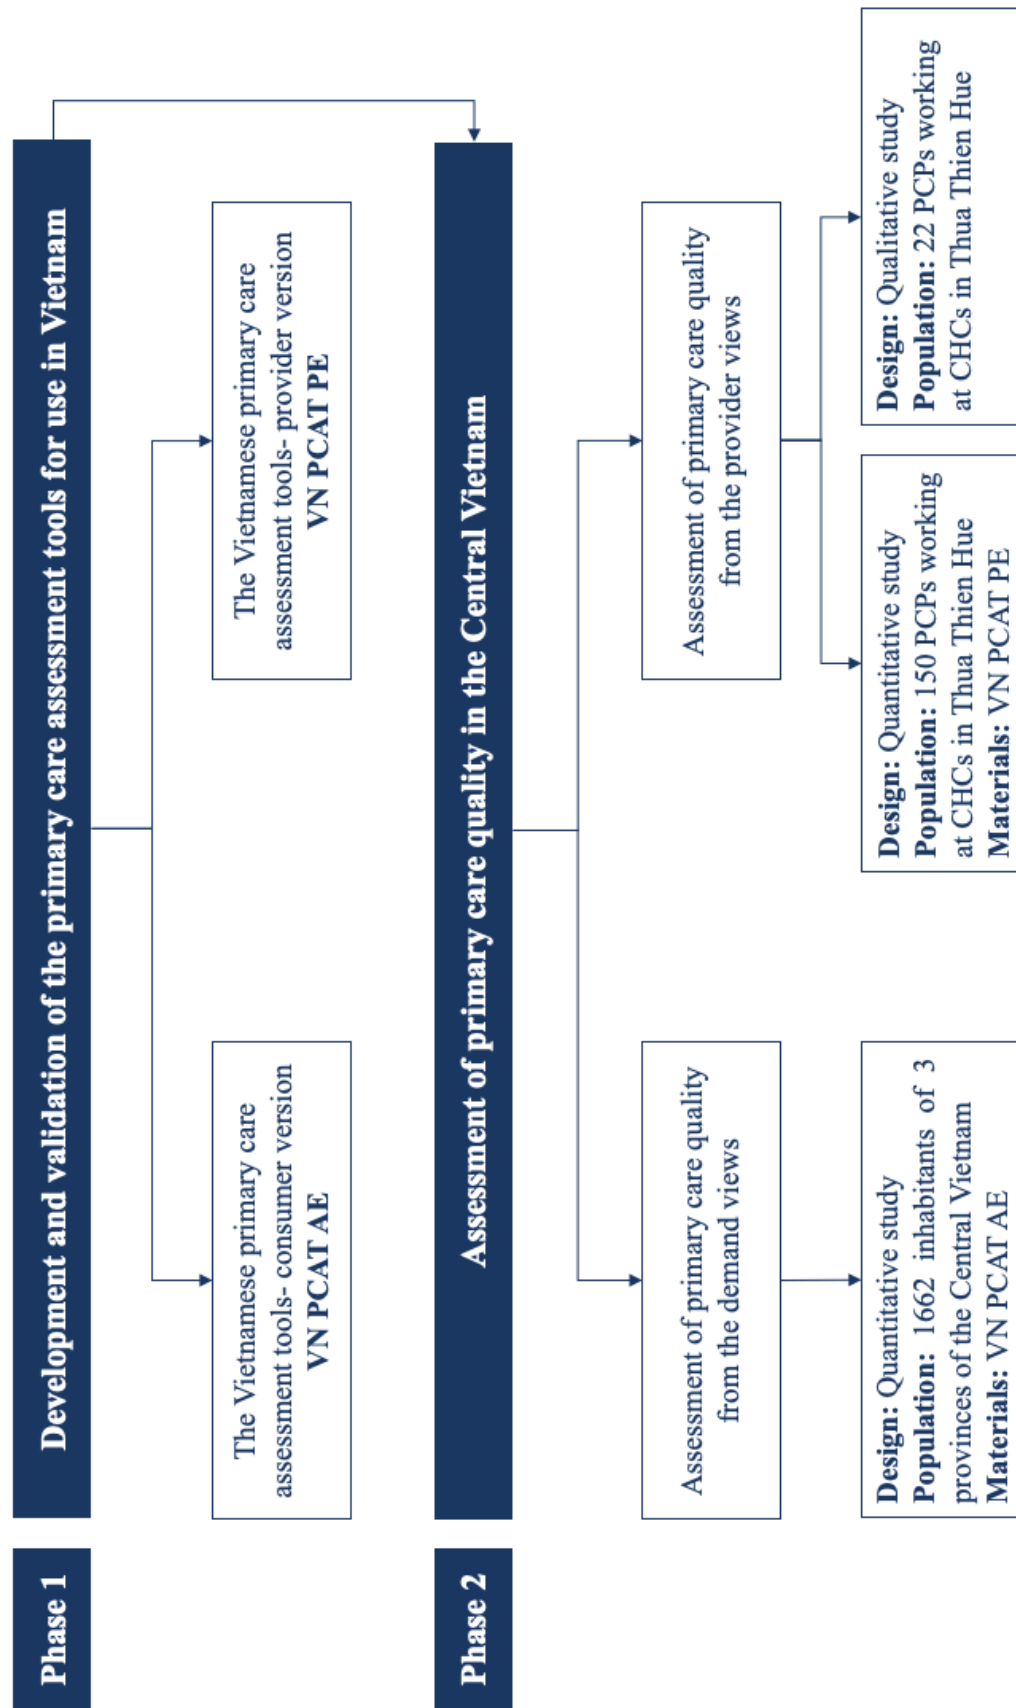 Phase 1
Development and validation of the primary care assessment tools for use in Vietnam
The Vietnamese primary care
assessment tools- consumer version
VN PCAT AE
The Vietnamese primary care
assessment tools- provider version
VN PCAT PE
Phase 2
Assessment of primary care quality in the Central Vietnam
Assessment of primary care quality
from the demand views
Assessment of primary care quality
from the provider views
Design: Quantitative study
Population: 1662 inhabitants of 3
provinces of the Central Vietnam
Materials: VN PCAT AE
Design: Quantitative study
Population: 150 PCPs working
at CHCs in Thua Thien Hue
Materials: VN PCAT PE
Design: Qualitative study
Population: 22 PCPs working
at CHCs in Thua Thien Hue